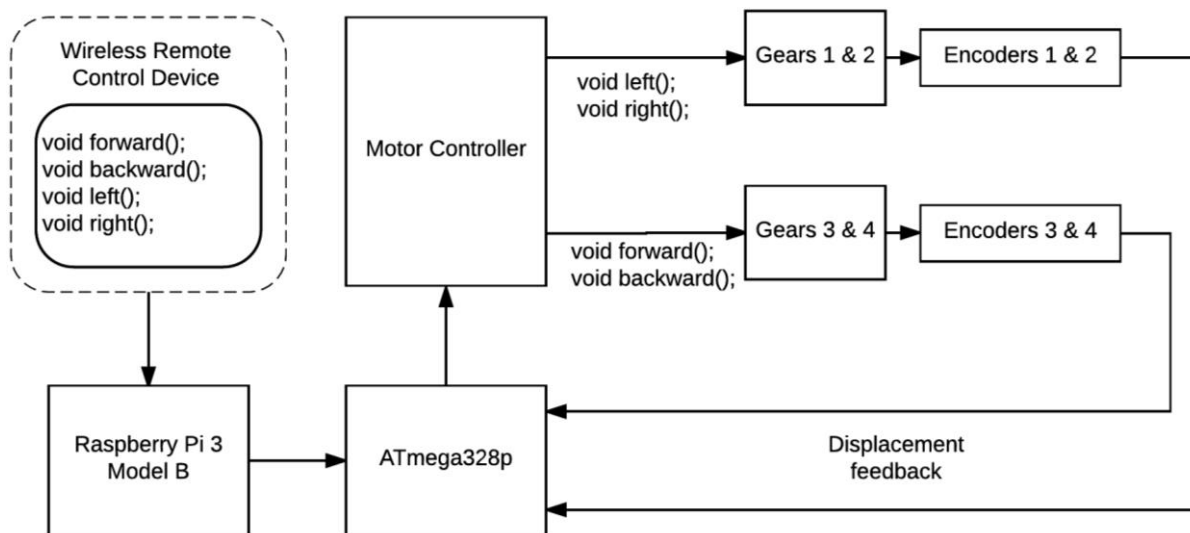 Wireless Remote
Control Device
void forward();
void backward();
void left();
void right();
Motor Controller
void left();
void right();
Gears 1 & 2
Encoders 1 & 2
void forward();
void backward();
Gears 3 & 4
Encoders 3 & 4
Raspberry Pi 3
Model B
ATmega328p
Displacement
feedback